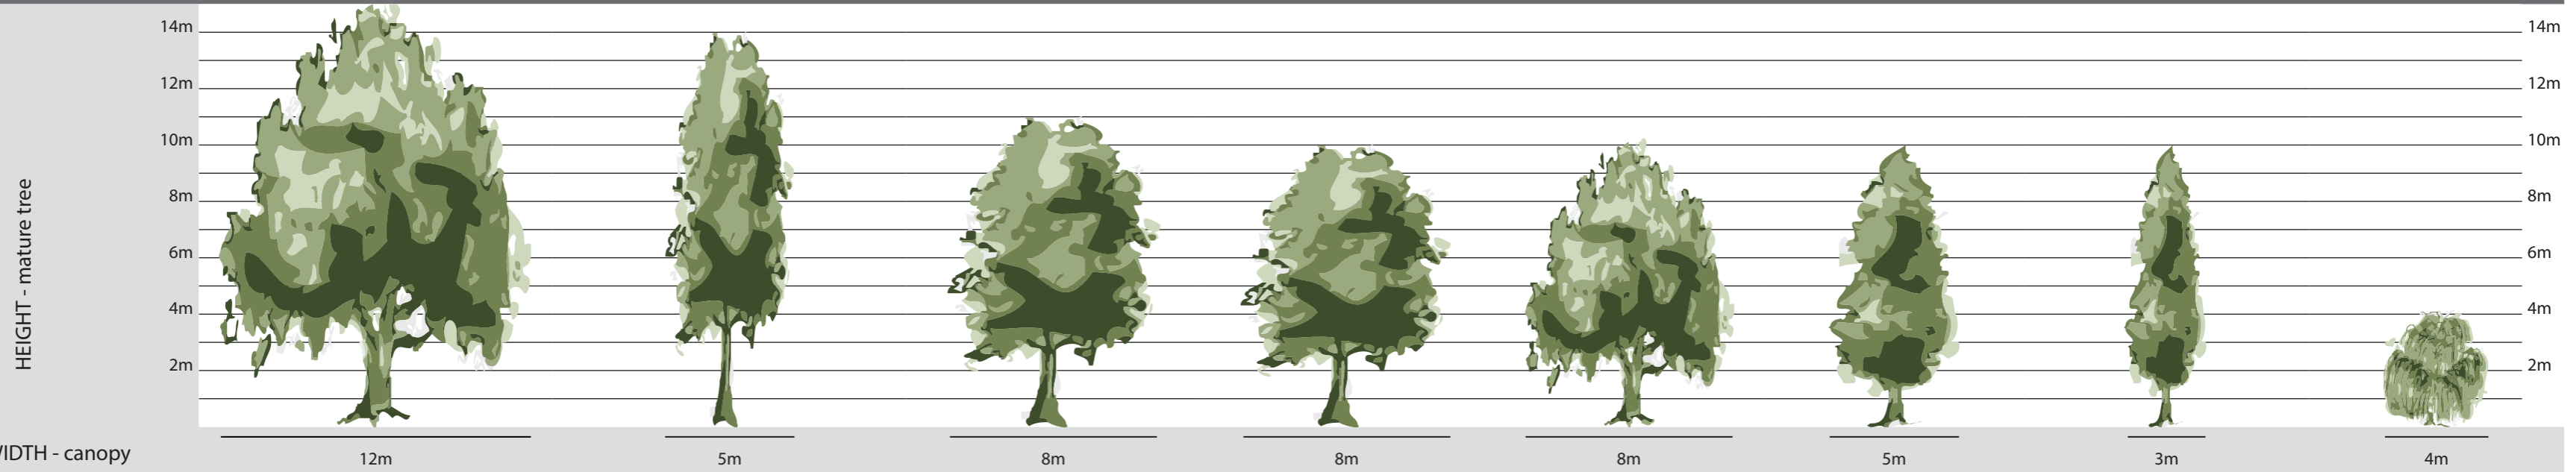 14m 14m
12m 12m
10m 10m
8m 8m
6m 6m
4m 4m
2m 2m
HEIGHT - mature tree
IDTH - canopy 12m 5m 8m 8m 8m 5m 3m 4m